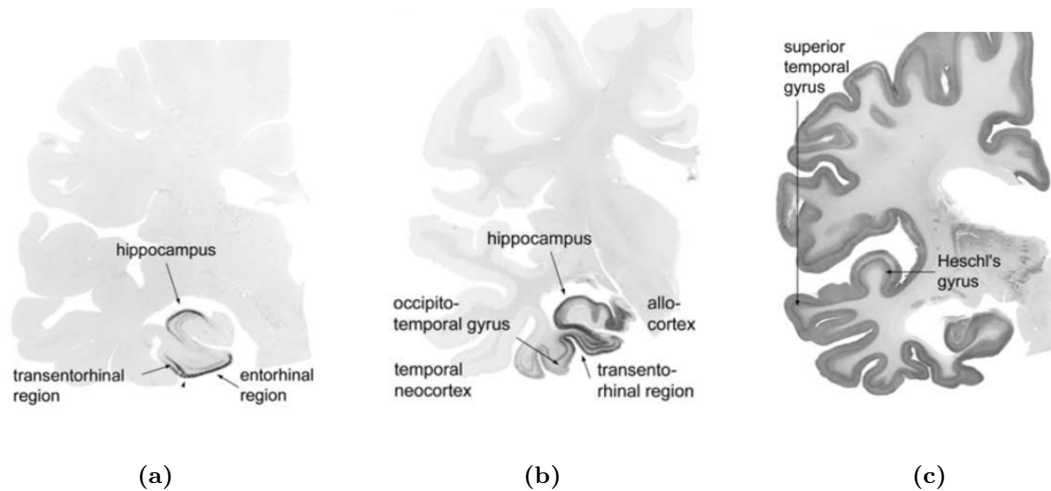 hippocampus
transentorhinal
region
entorhinal
region
(a)
hippocampus
occipito-
temporal gyrus
allo-
cortex
temporal
neocortex
transento-
rhinal region
(b)
superior
temporal
gyrus
Heschl's
gyrus
(c)